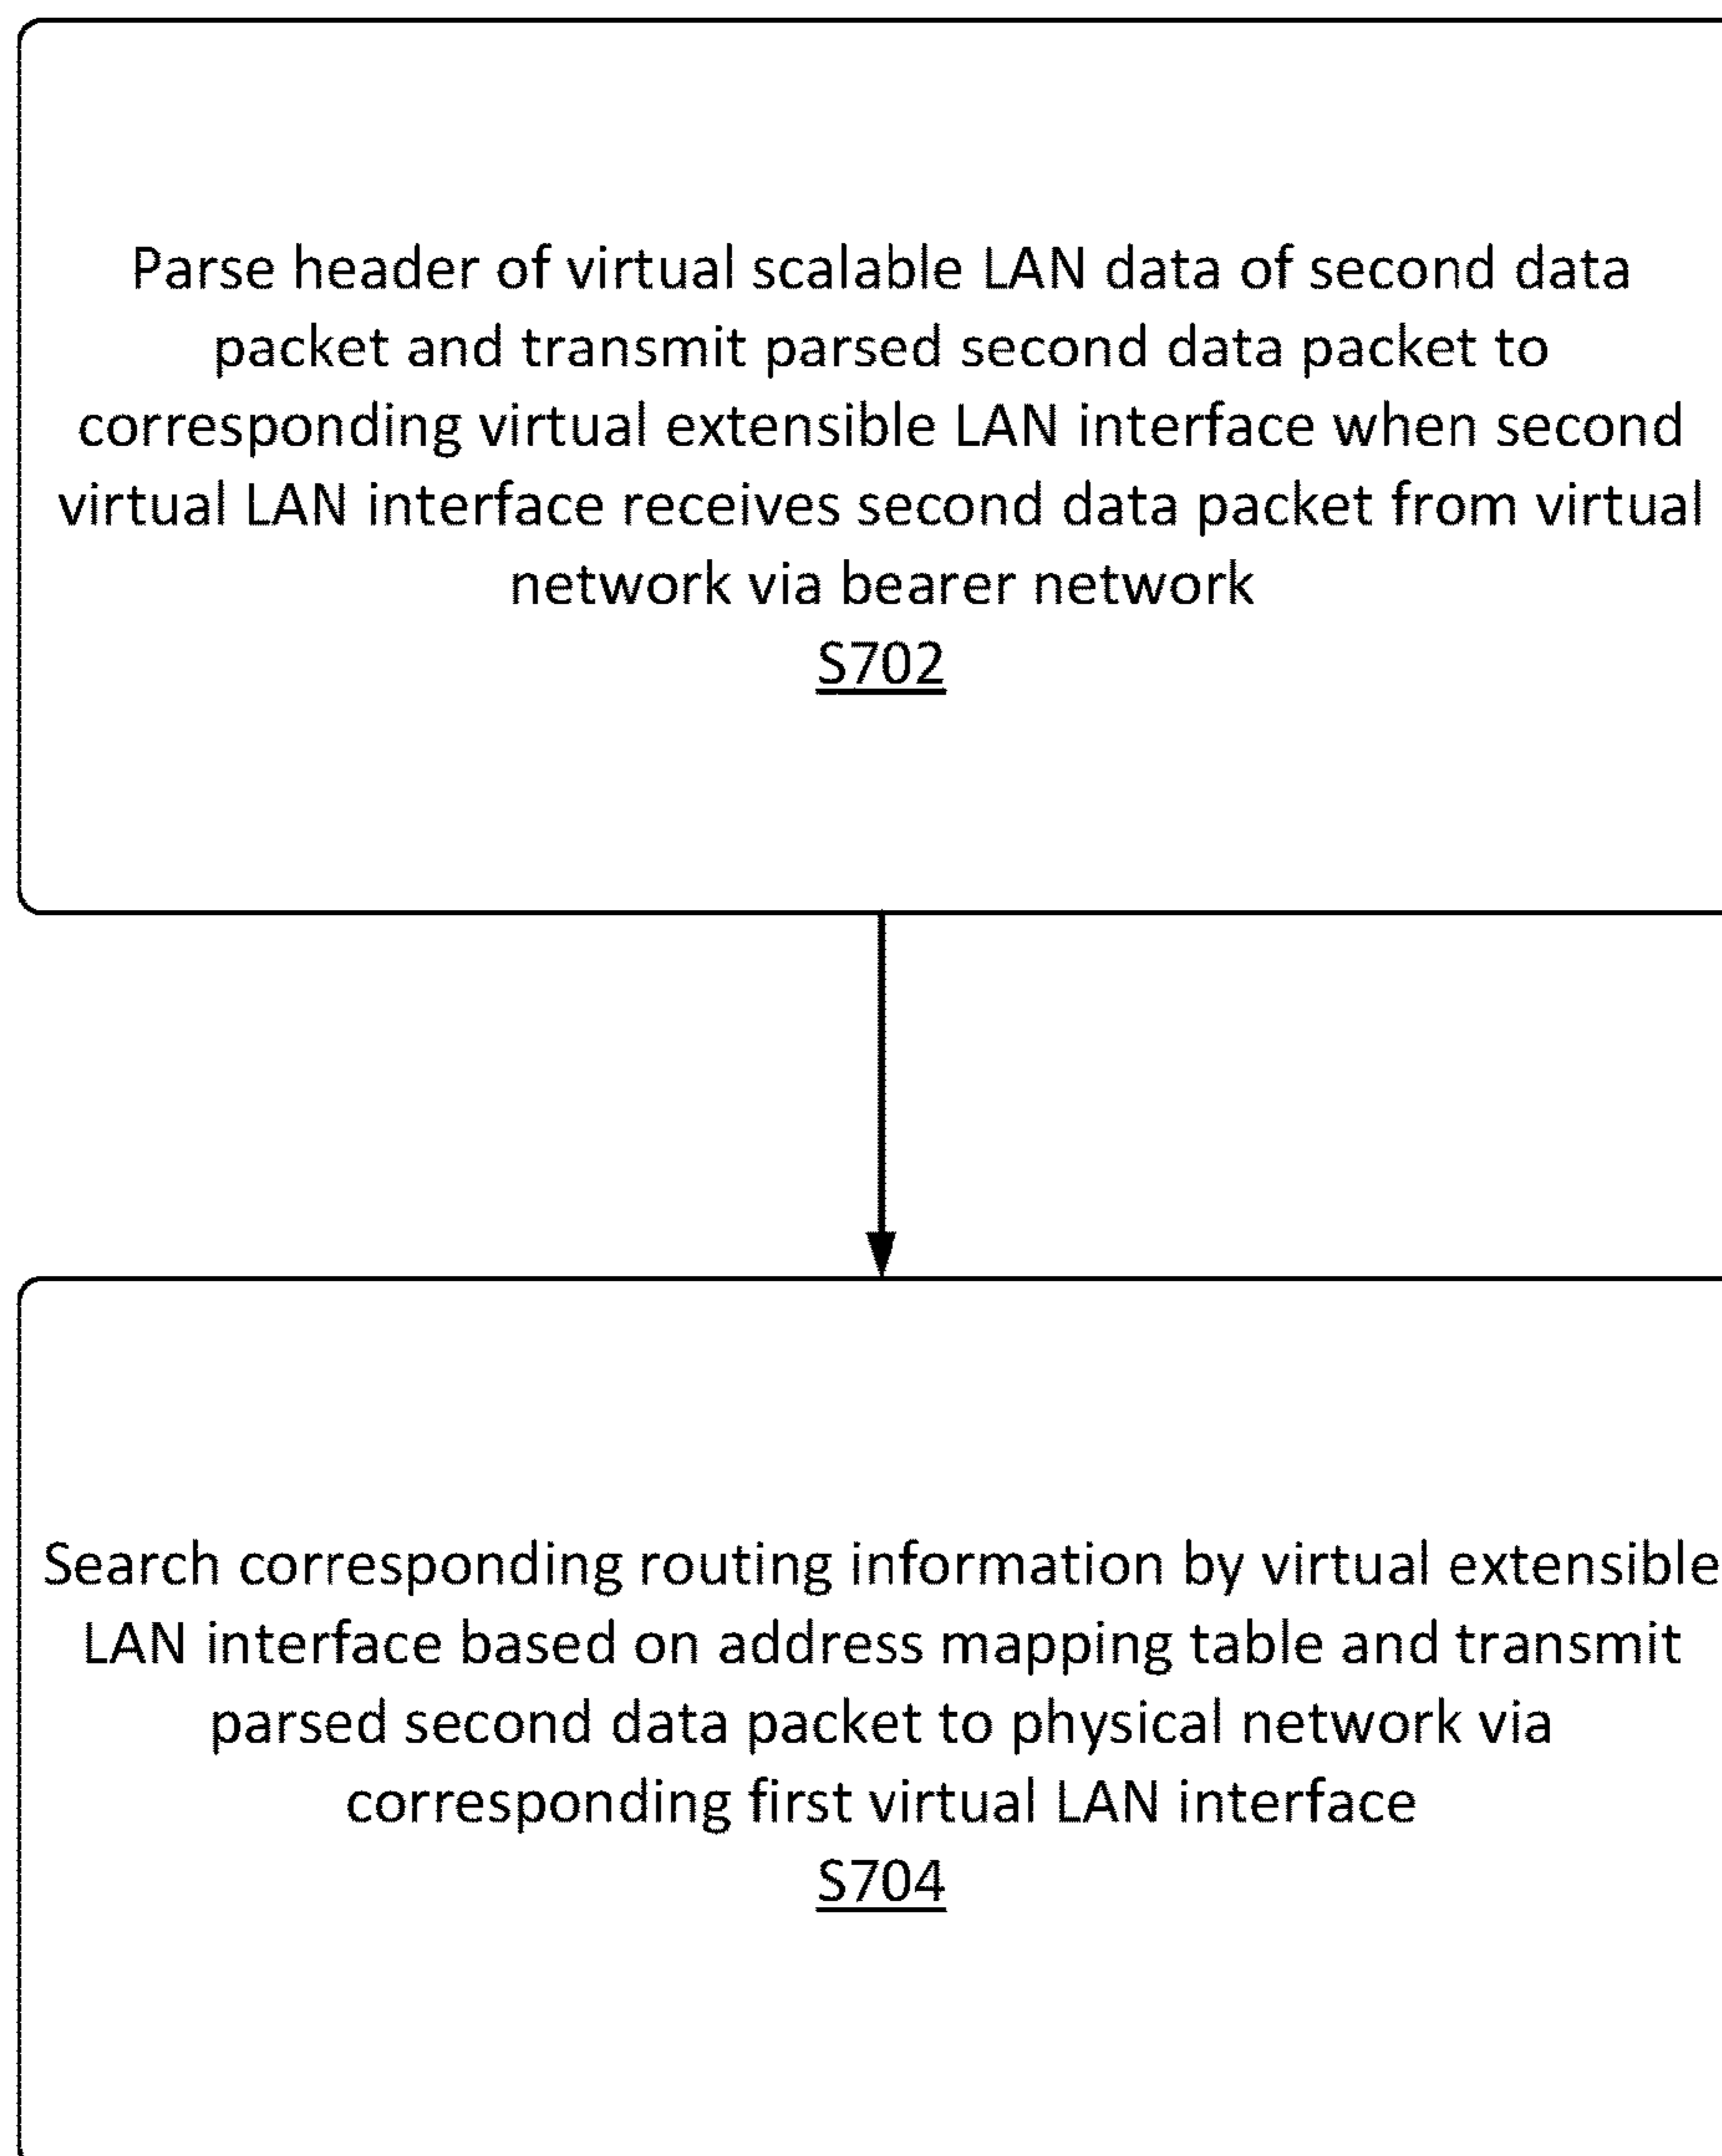 Parse header of virtual scalable LAN data of second data
packet and transmit parsed second data packet to
corresponding virtual extensible LAN interface when second
virtual LAN interface receives second data packet from virtual
network via bearer network
S702
Search corresponding routing information by virtual extensible
LAN interface based on address mapping table and transmit
parsed second data packet to physical network via
corresponding first virtual LAN interface
S704